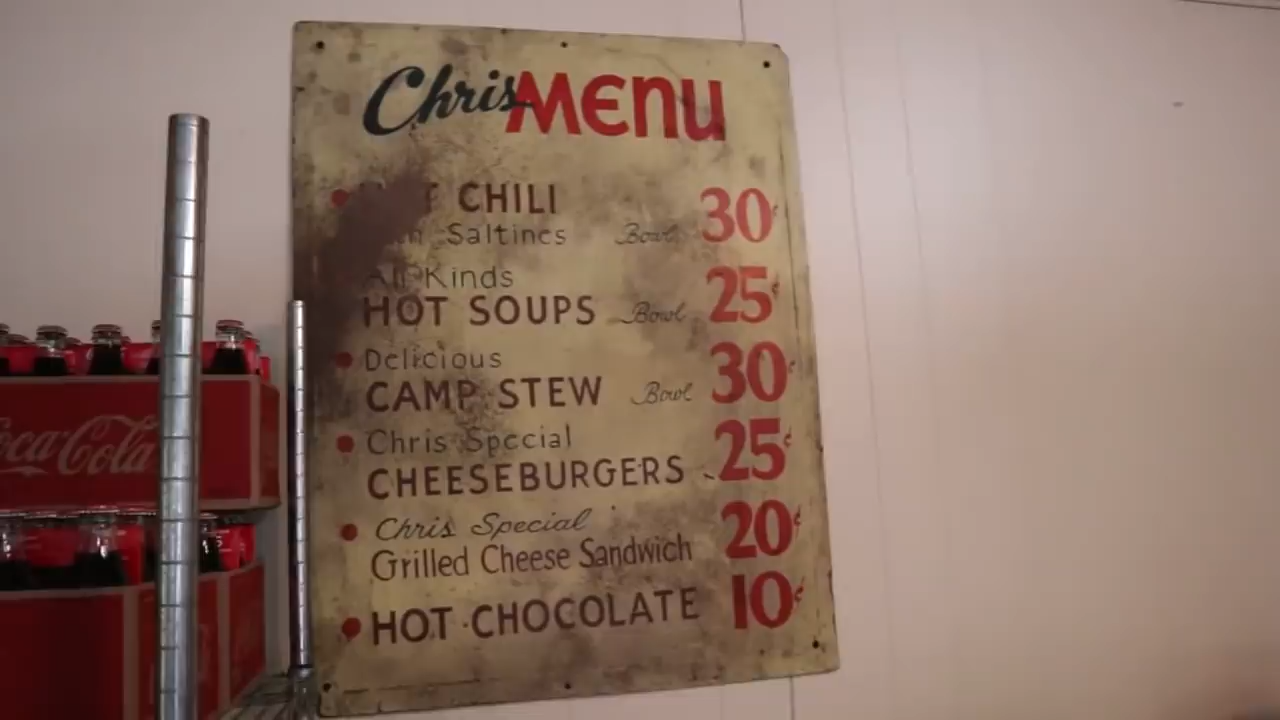 Chris MENU
CHILI
Saltines Bowl 30¢
All Kinds
HOT SOUPS Bowl 25¢
Delicious
CAMP STEW Bowl 30¢
Chris Special
CHEESEBURGERS 25¢
Chris Special
Grilled Cheese Sandwich 20¢
HOT CHOCOLATE 10¢
Coca-Cola